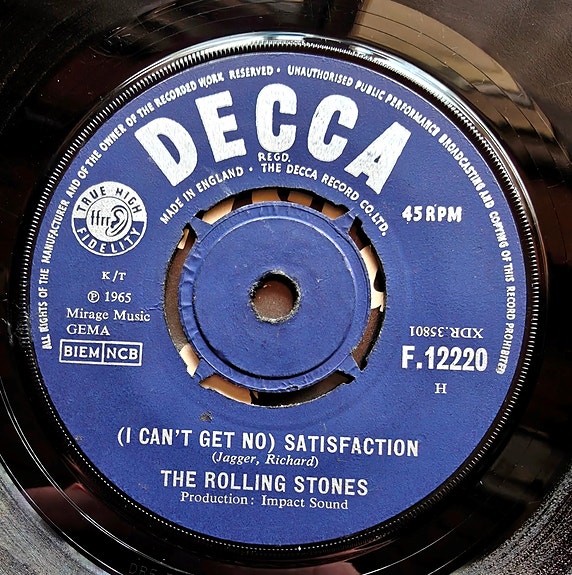 ALL RIGHTS OF THE MANUFACTURER AND OF THE OWNER OF THE RECORDED WORK RESERVED • UNAUTHORISED PUBLIC PERFORMANCE BROADCASTING AND COPYING OF THIS RECORD PROHIBITED
DECCA
REGD.
MADE IN ENGLAND • THE DECCA RECORD CO. LTD.
TRUE HIGH
ffrr
FIDELITY
45 RPM
K/T
℗ 1965
Mirage Music
GEMA
BIEM NCB
XDR.35801
F.12220
H
(I CAN'T GET NO) SATISFACTION
(Jagger, Richard)
THE ROLLING STONES
Production: Impact Sound